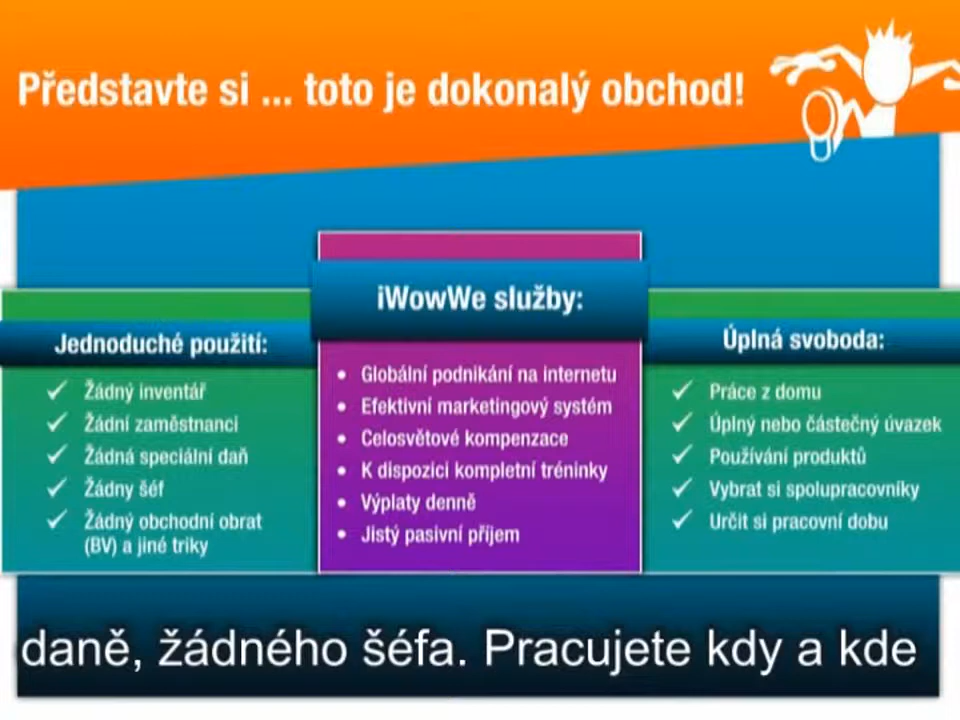 Představte si ... toto je dokonalý obchod!
iWowWe služby:
Jednoduché použití:
Žádný inventář
Žádní zaměstnanci
Žádná speciální daň
Žádny šéf
Žádný obchodní obrat
(BV) a jiné triky
• Globální podnikání na internetu
• Efektivní marketingový systém
• Celosvětové kompenzace
• K dispozici kompletní tréninky
• Výplaty denně
• Jistý pasivní příjem
Úplná svoboda:
Práce z domu
Úplný nebo částečný úvazek
Používání produktů
Vybrat si spolupracovníky
Určit si pracovní dobu
daně, žádného šéfa. Pracujete kdy a kde